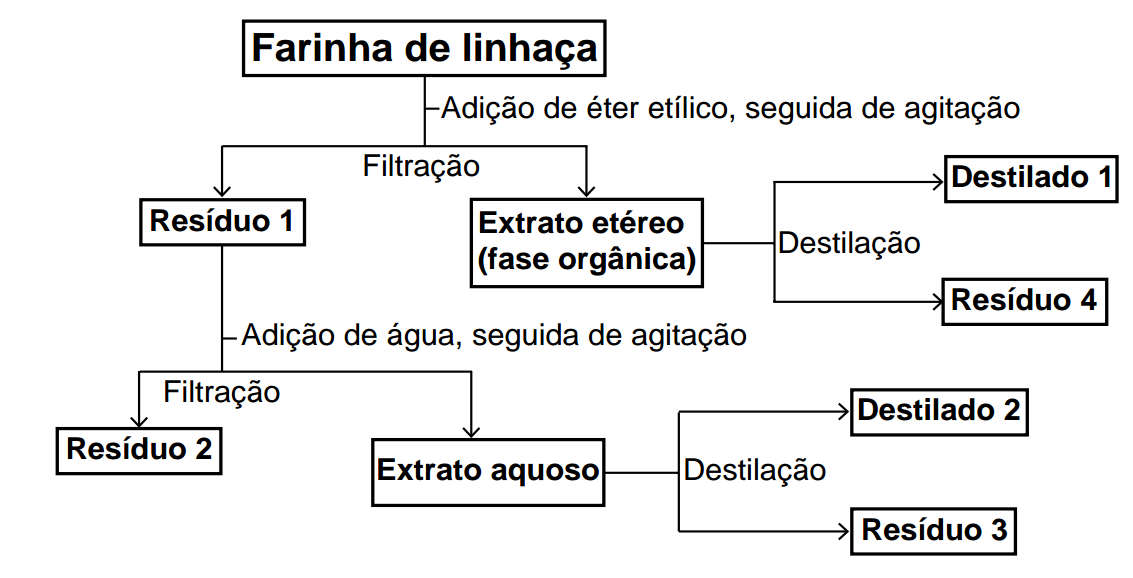 Farinha de linhaça
Adição de éter etílico, seguida de agitação
Filtração
Destilado 1
Resíduo 1
Extrato etéreo
(fase orgânica)
Destilação
Resíduo 4
Adição de água, seguida de agitação
Filtração
Destilado 2
Resíduo 2
Extrato aquoso
Destilação
Resíduo 3